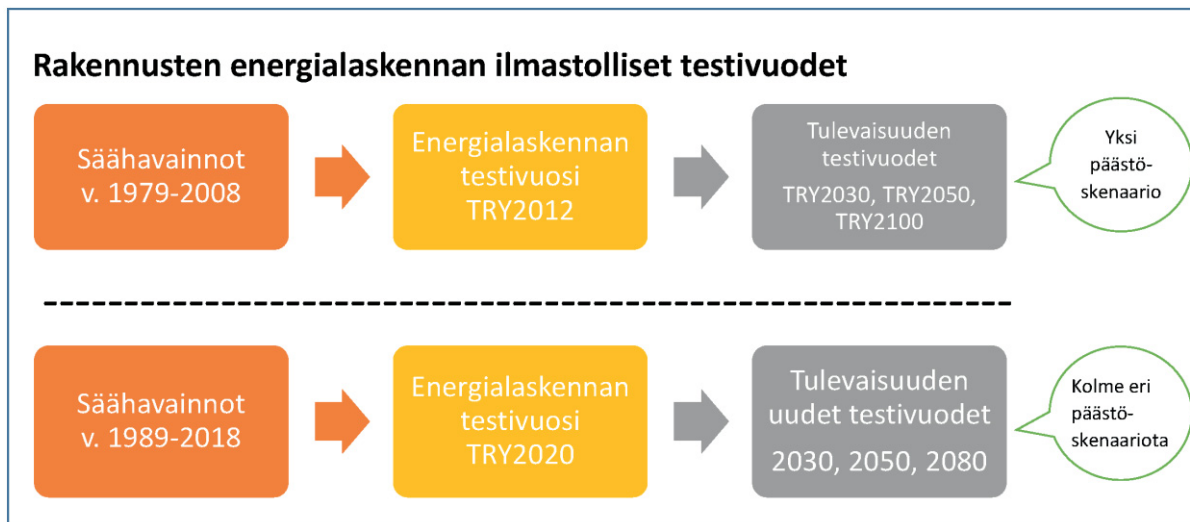 Rakennusten energialaskennan ilmastolliset testivuodet
Säähavainnot
v. 1979-2008
Energialaskennan
testivuosi
TRY2012
Tulevaisuuden
testivuodet
TRY2030, TRY2050,
TRY2100
Yksi
päästö-
skenaario
Säähavainnot
v. 1989-2018
Energialaskennan
testivuosi
TRY2020
Tulevaisuuden
uudet testivuodet
2030, 2050, 2080
Kolme eri
päästö-
skenaariota